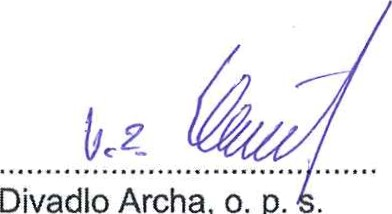 v. z.
Divadlo Archa, o. p. s.